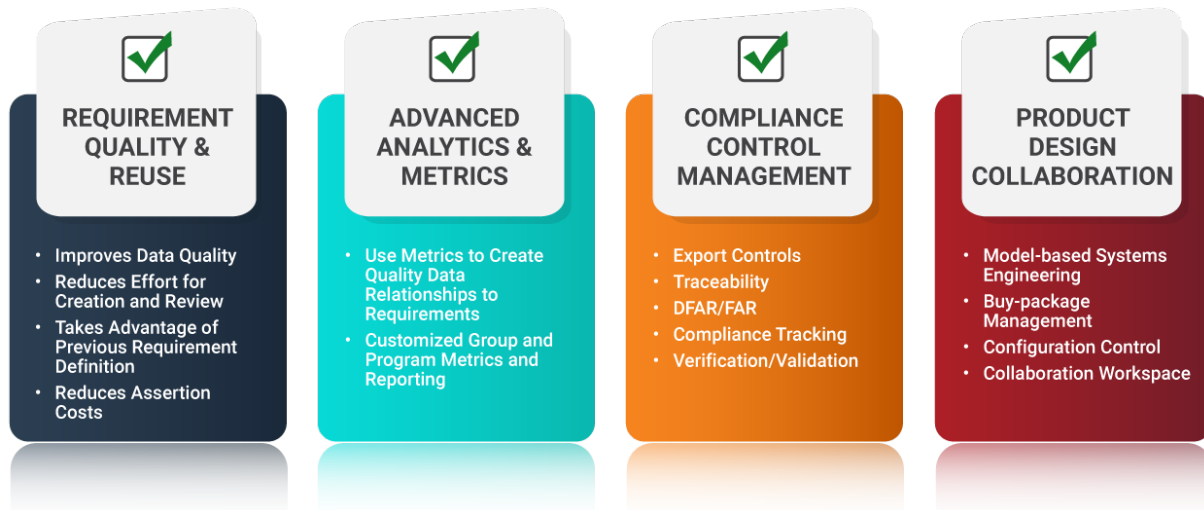 REQUIREMENT
QUALITY &
REUSE
• Improves Data Quality
• Reduces Effort for
Creation and Review
• Takes Advantage of
Previous Requirement
Definition
• Reduces Assertion
Costs
ADVANCED
ANALYTICS &
METRICS
• Use Metrics to Create
Quality Data
Relationships to
Requirements
• Customized Group and
Program Metrics and
Reporting
COMPLIANCE
CONTROL
MANAGEMENT
• Export Controls
• Traceability
• DFAR/FAR
• Compliance Tracking
• Verification/Validation
PRODUCT
DESIGN
COLLABORATION
• Model-based Systems
Engineering
• Buy-package
Management
• Configuration Control
• Collaboration Workspace